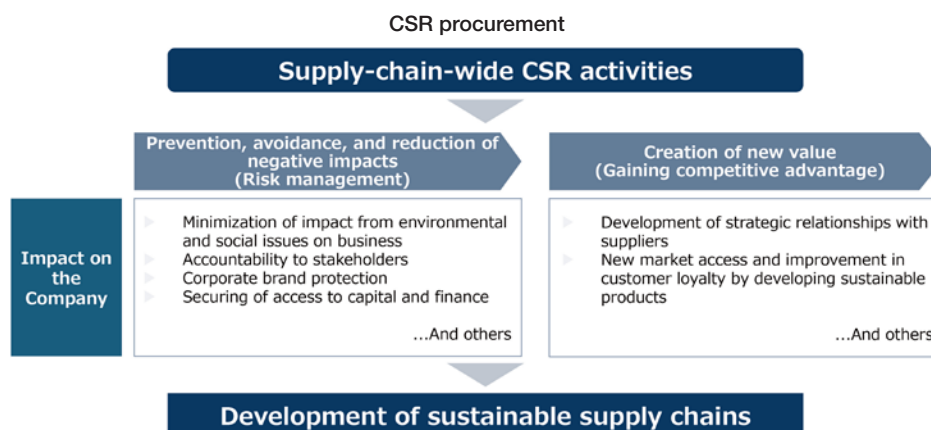 CSR procurement
Supply-chain-wide CSR activities
Prevention, avoidance, and reduction of
negative impacts
(Risk management)
Creation of new value
(Gaining competitive advantage)
Impact on
the
Company
Minimization of impact from environmental
and social issues on business
Accountability to stakeholders
Corporate brand protection
Securing of access to capital and finance
...And others
Development of strategic relationships with
suppliers
New market access and improvement in
customer loyalty by developing sustainable
products
...And others
Development of sustainable supply chains